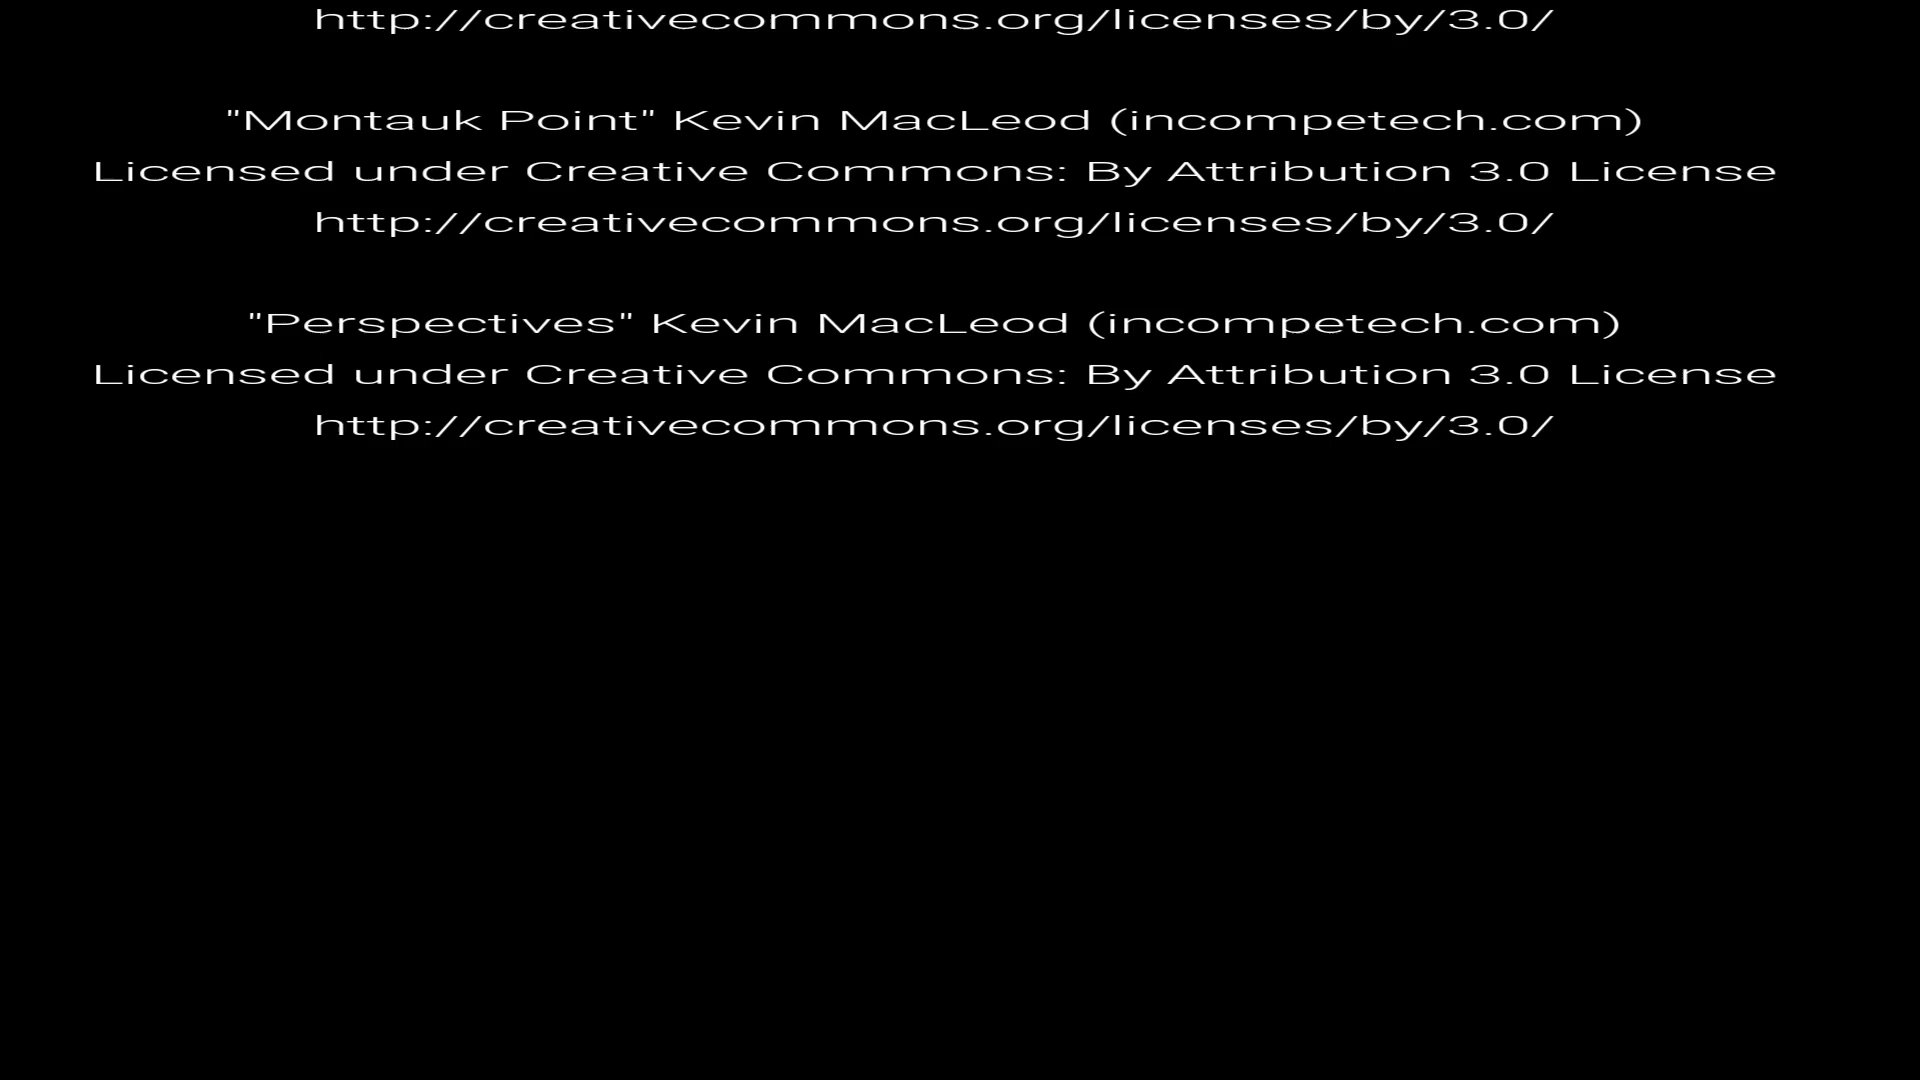 http://creativecommons.org/licenses/by/3.0/
"Montauk Point" Kevin MacLeod (incompetech.com)
Licensed under Creative Commons: By Attribution 3.0 License
http://creativecommons.org/licenses/by/3.0/
"Perspectives" Kevin MacLeod (incompetech.com)
Licensed under Creative Commons: By Attribution 3.0 License
http://creativecommons.org/licenses/by/3.0/